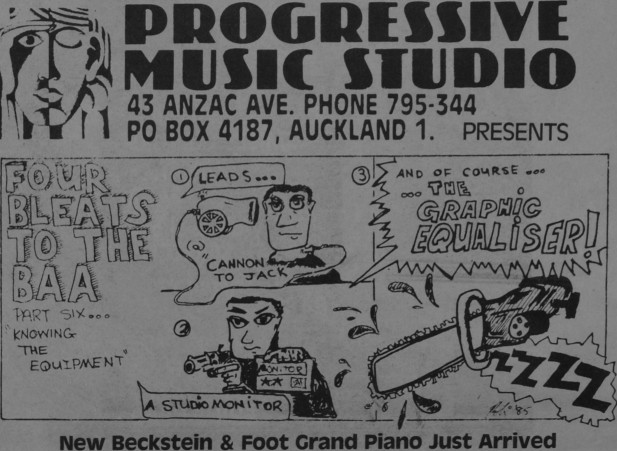 PROGRESSIVE
MUSIC STUDIO
43 ANZAC AVE. PHONE 795-344
PO BOX 4187, AUCKLAND 1. PRESENTS
FOUR
BLEATS
TO THE
BAA
PART SIX...
"KNOWING
THE
EQUIPMENT"
1 LEADS...
"CANNON
TO JACK"
2
MONITOR
A STUDIO MONITOR
3 AND OF COURSE...
...THE
GRAPHIC
EQUALISER!
ZZZZ
'85
New Beckstein & Foot Grand Piano Just Arrived